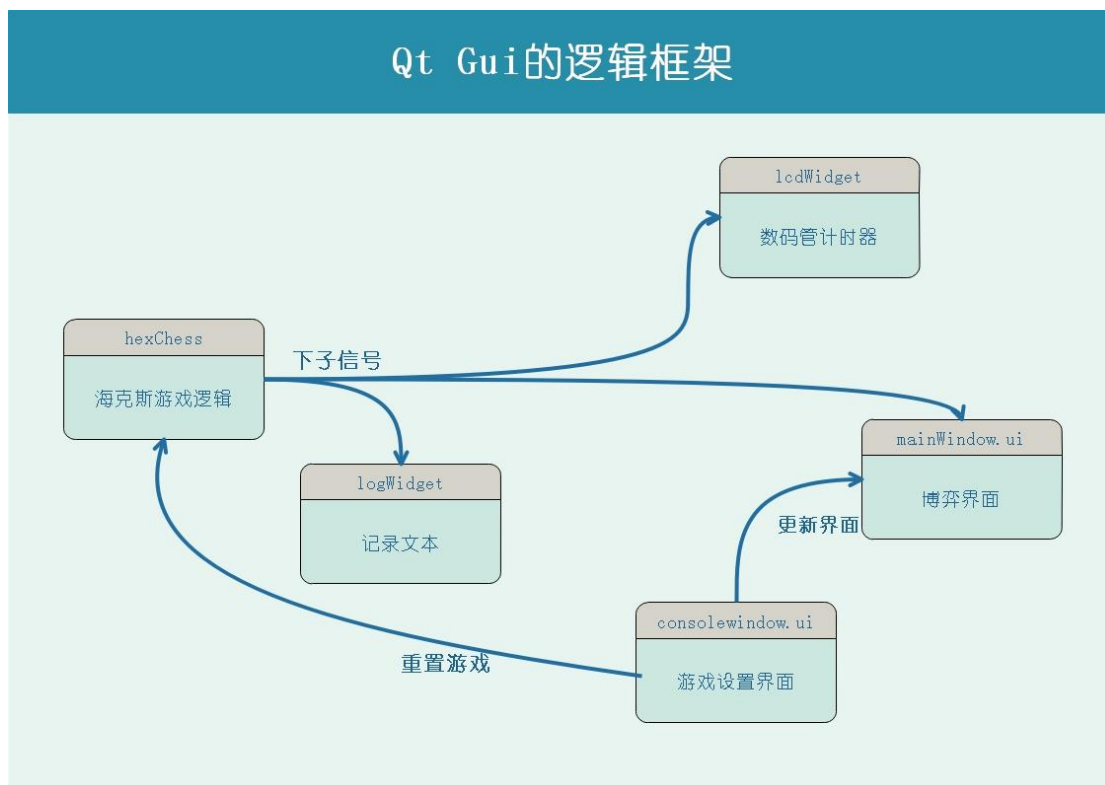 Qt Gui的逻辑框架
lcdWidget
数码管计时器
hexChess
海克斯游戏逻辑
下子信号
mainWindow.ui
博弈界面
logWidget
记录文本
更新界面
consolewindow.ui
游戏设置界面
重置游戏